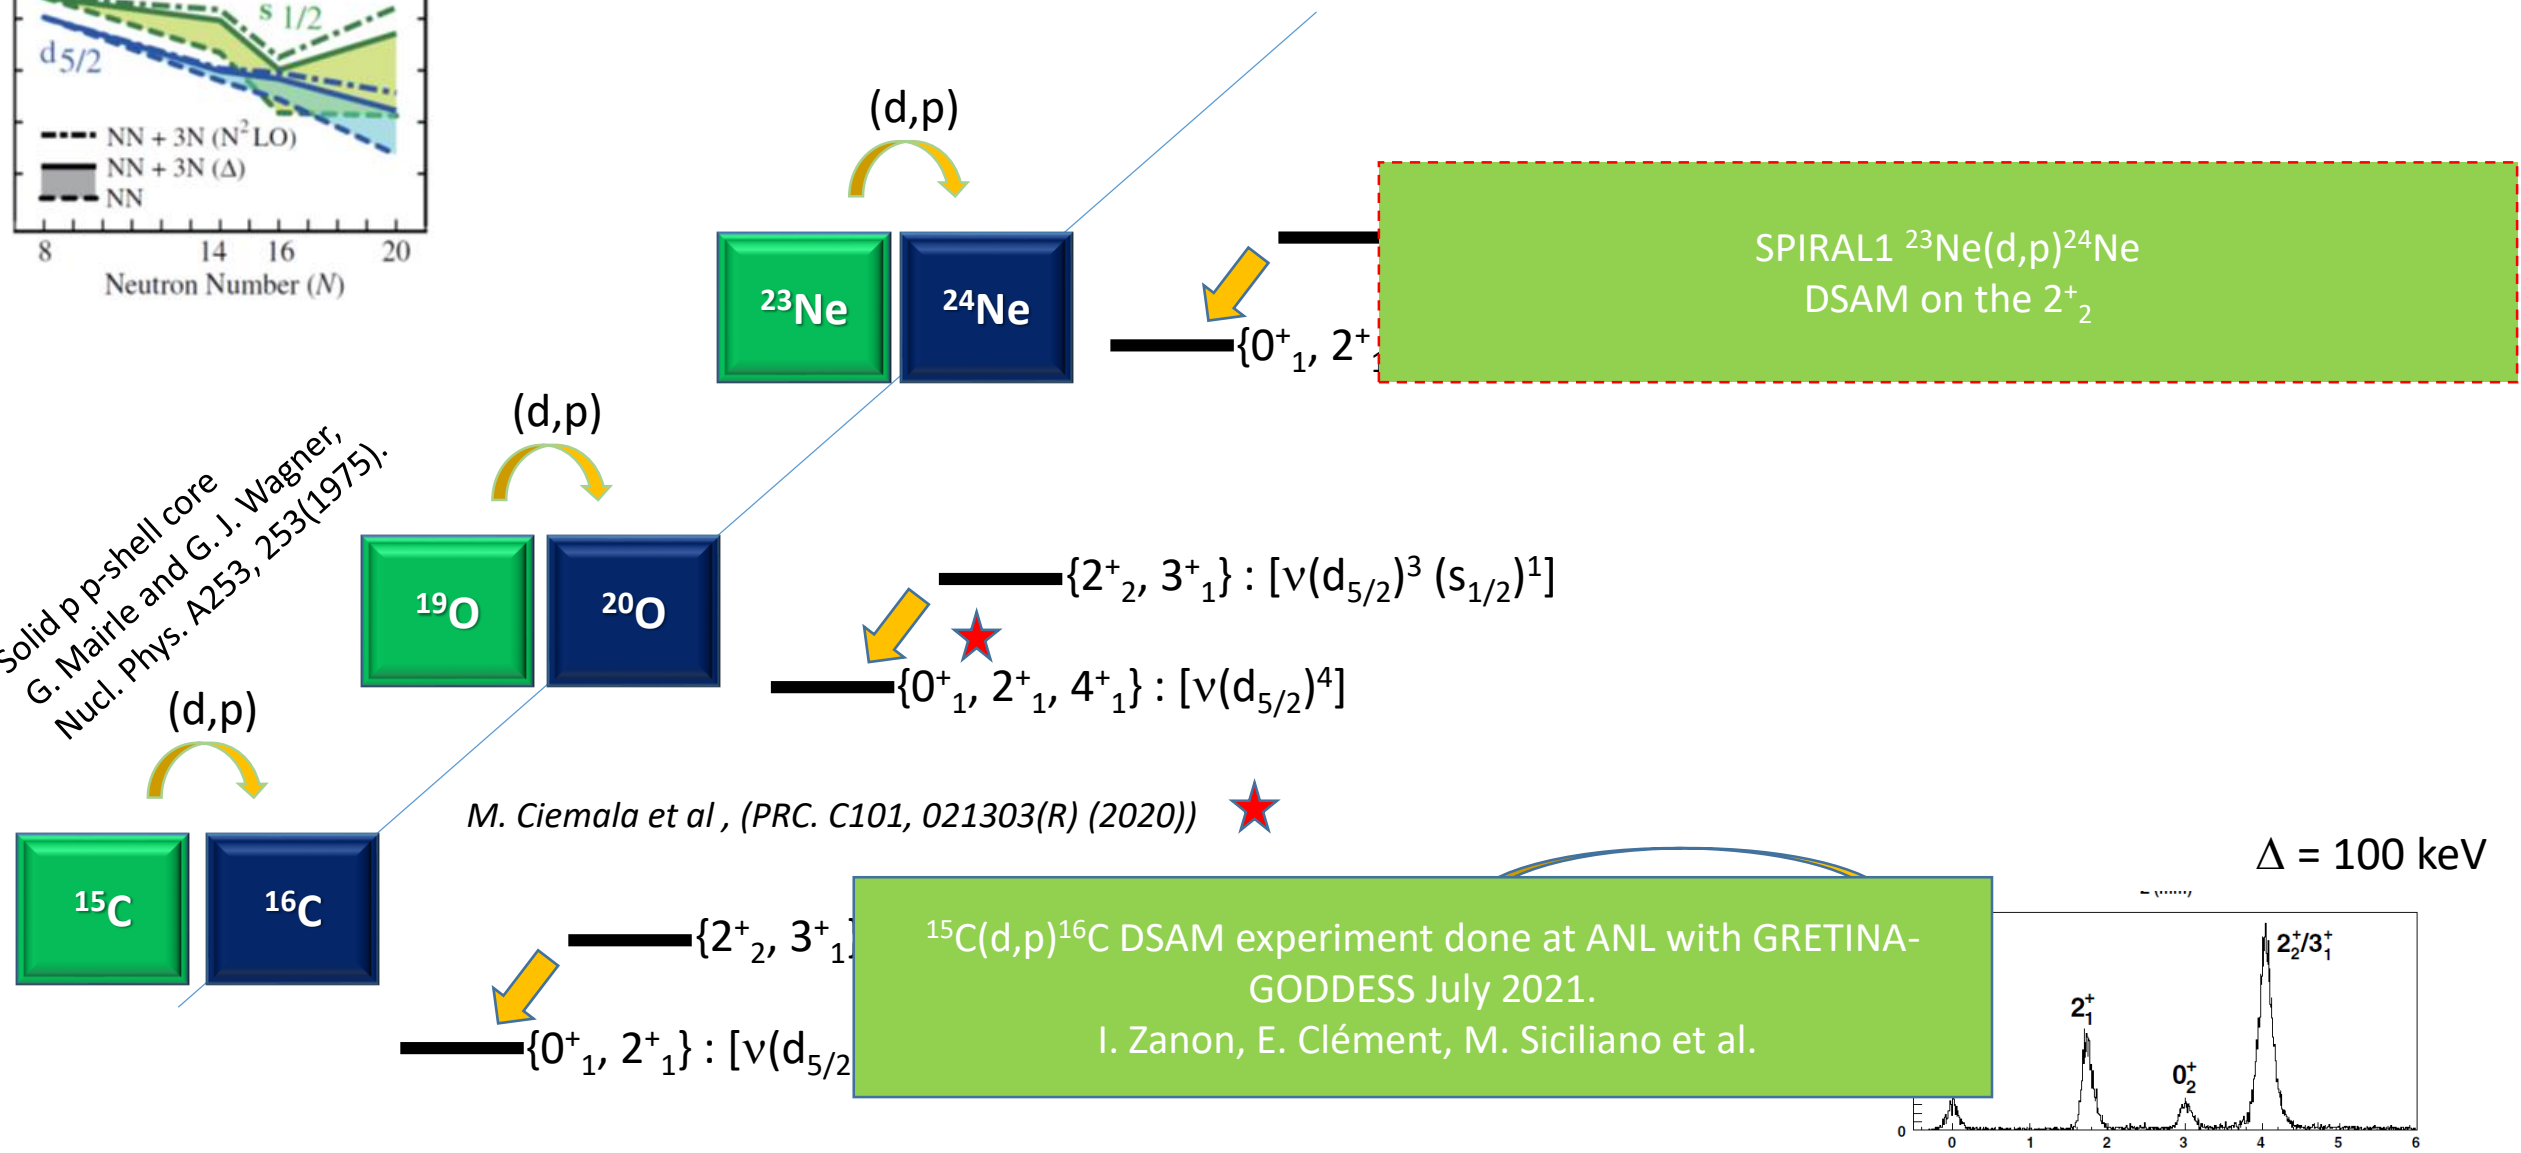 s 1/2
d 5/2
NN + 3N (N²LO)
NN + 3N (Δ)
NN
8 14 16 20
Neutron Number (N)
(d,p)
²³Ne
²⁴Ne
SPIRAL1 ²³Ne(d,p)²⁴Ne
DSAM on the 2⁺₂
{0⁺₁, 2⁺₁
(d,p)
Solid p p-shell core
G. Mairle and G. J. Wagner,
Nucl. Phys. A253, 253(1975).
¹⁹O
²⁰O
{2⁺₂, 3⁺₁} : [ν(d₅/₂)³ (s₁/₂)¹]
{0⁺₁, 2⁺₁, 4⁺₁} : [ν(d₅/₂)⁴]
(d,p)
M. Ciemala et al , (PRC. C101, 021303(R) (2020))
¹⁵C
¹⁶C
{2⁺₂, 3⁺₁}
{0⁺₁, 2⁺₁} : [ν(d₅/₂
¹⁵C(d,p)¹⁶C DSAM experiment done at ANL with GRETINA-
GODDESS July 2021.
I. Zanon, E. Clément, M. Siciliano et al.
Δ = 100 keV
2⁺₂/3⁺₁
2⁺₁
0⁺₂
0
0 1 2 3 4 5 6